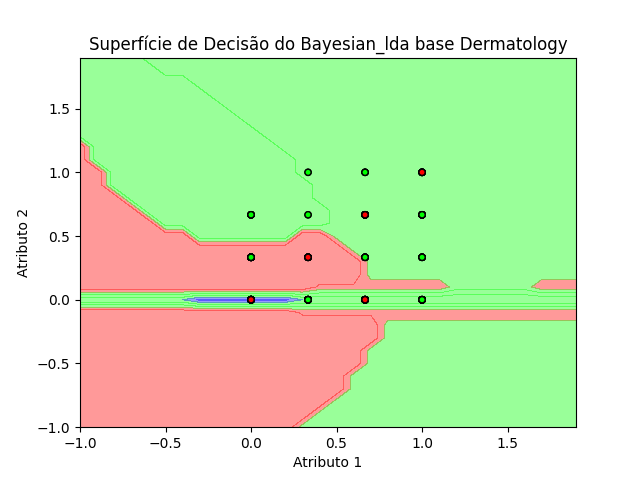 Superfície de Decisão do Bayesian_lda base Dermatology
Atributo 2
1.5
1.0
0.5
0.0
−0.5
−1.0
−1.0 −0.5 0.0 0.5 1.0 1.5
Atributo 1